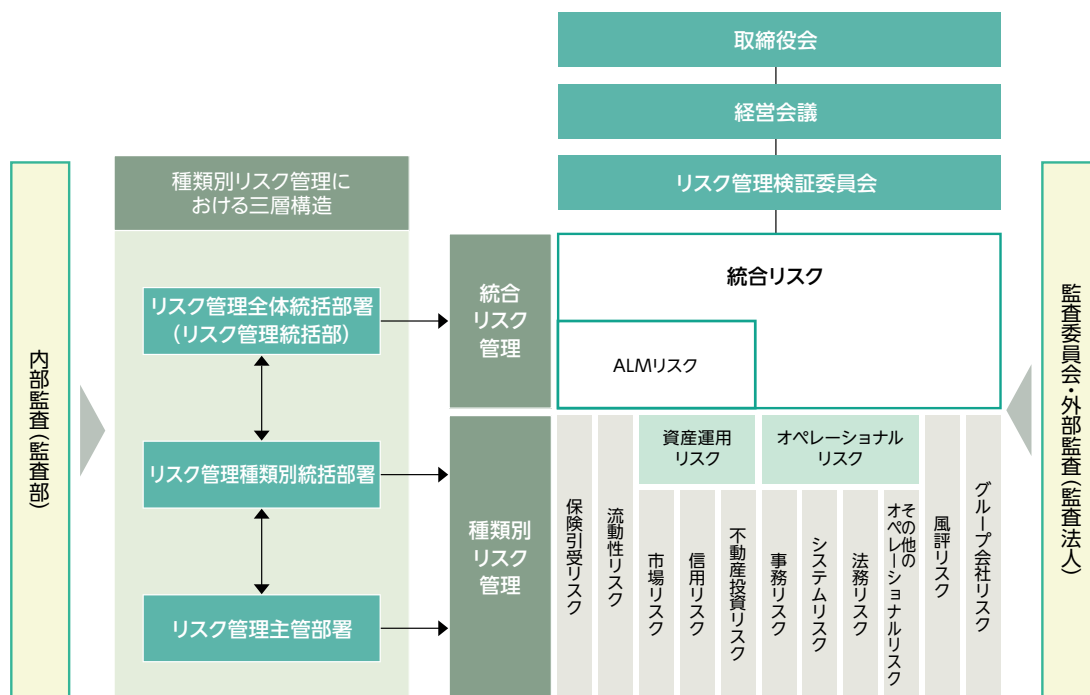 取締役会
経営会議
リスク管理検証委員会
内部監査(監査部)
種類別リスク管理に
おける三層構造
リスク管理全体統括部署
(リスク管理統括部)
リスク管理種類別統括部署
リスク管理主管部署
統合
リスク
管理
統合リスク
ALMリスク
種類別
リスク
管理
保険引受リスク
流動性リスク
資産運用
リスク
市場リスク
信用リスク
不動産投資リスク
オペレーショナル
リスク
事務リスク
システムリスク
法務リスク
その他の
オペレーショナルリスク
風評リスク
グループ会社リスク
監査委員会・外部監査(監査法人)